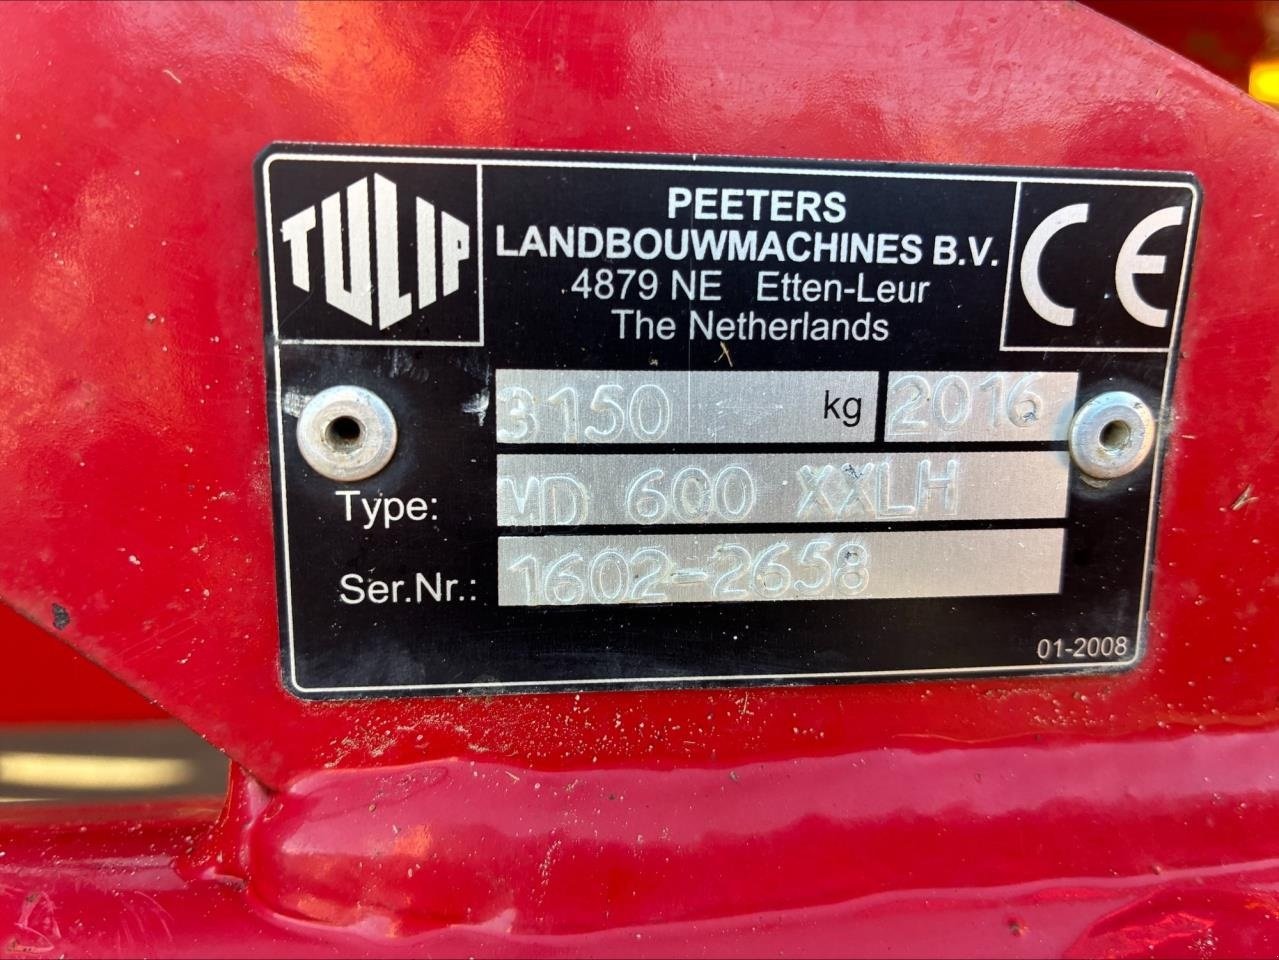 TULIP
PEETERS
LANDBOUWMACHINES B.V.
4879 NE Etten-Leur
The Netherlands
CE
3150 kg 2016
Type: MD 600 XXLH
Ser.Nr.: 1602-2658
01-2008